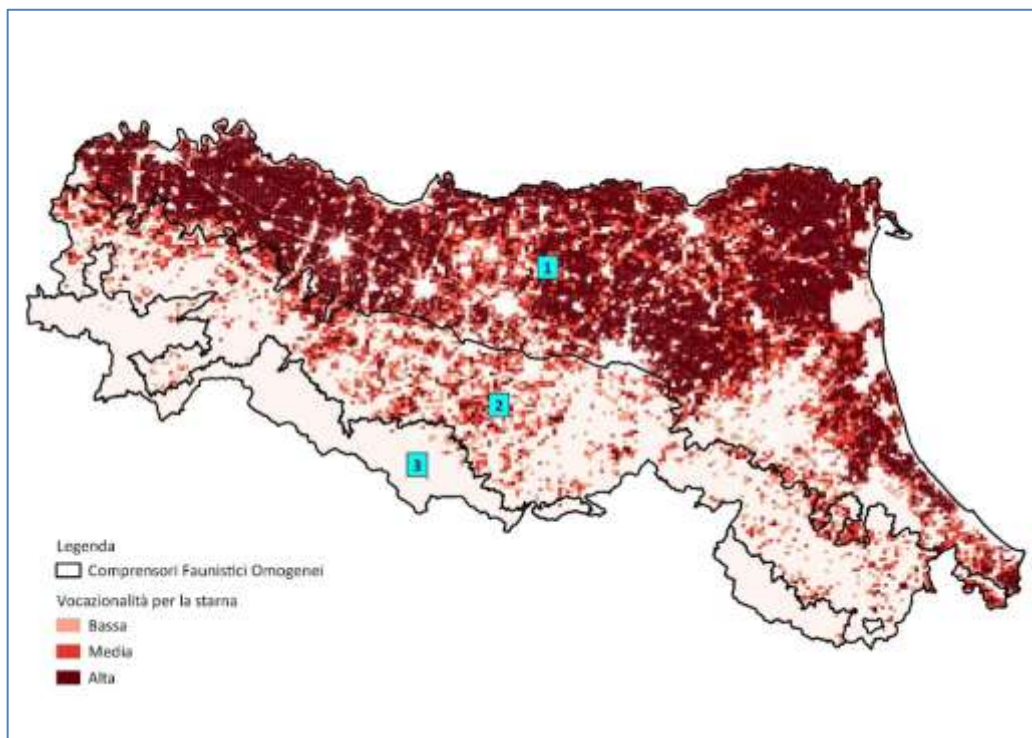 1
2
3
Legenda
Comprensori Faunistici Omogenei
Vocazionalità per la starna
Bassa
Media
Alta